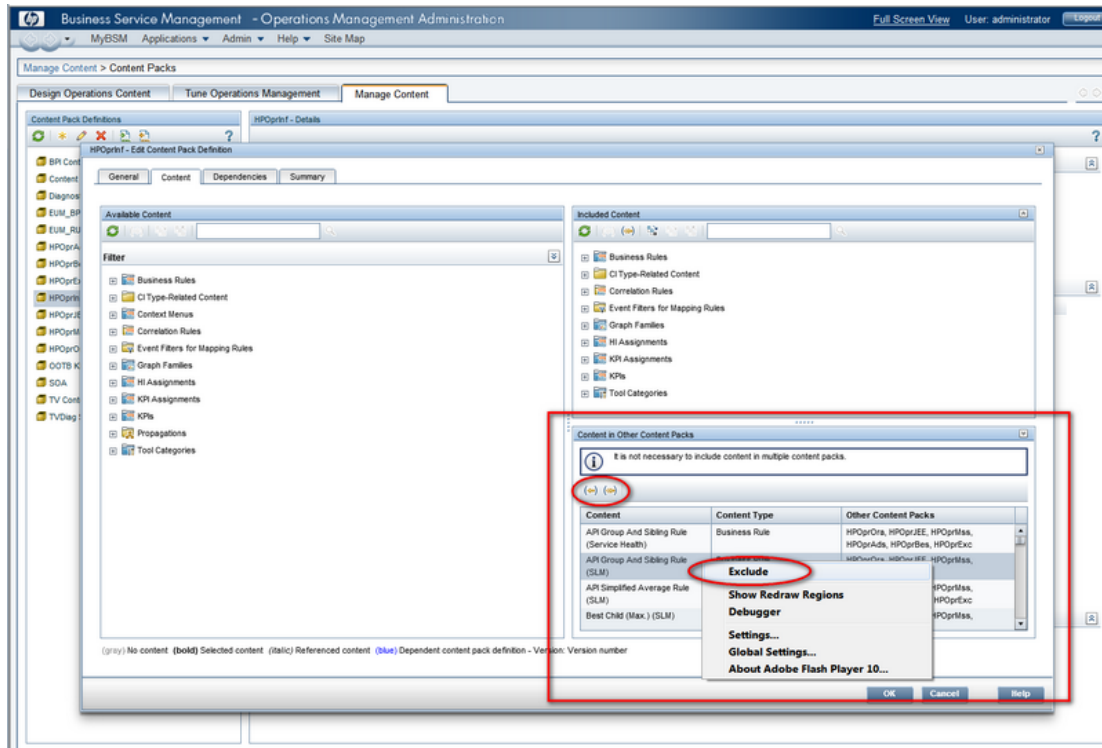 hp Business Service Management - Operations Management Administration
Full Screen View User: administrator Logout
MyBSM Applications Admin Help Site Map
Manage Content > Content Packs
Design Operations Content Tune Operations Management Manage Content
Content Pack Definitions
HPOprInf - Details
?
?
HPOprInf - Edit Content Pack Definition
BPI Cont
Content
Diagnos
EUM_BP
EUM_RU
HPOprA
HPOprBe
HPOprEx
HPOprIn
HPOprJE
HPOprM
HPOprO
OOTB K
SOA
TV Cont
TVDiag
General Content Dependencies Summary
Available Content
Filter
Business Rules
CI Type-Related Content
Context Menus
Correlation Rules
Event Filters for Mapping Rules
Graph Families
HI Assignments
KPI Assignments
KPIs
Propagations
Tool Categories
Included Content
Business Rules
CI Type-Related Content
Correlation Rules
Event Filters for Mapping Rules
Graph Families
HI Assignments
KPI Assignments
KPIs
Tool Categories
Content in Other Content Packs
It is not necessary to include content in multiple content packs.
Content Content Type Other Content Packs
API Group And Sibling Rule Business Rule HPOprOra, HPOprJEE, HPOprMss,
(Service Health) HPOprAds, HPOprBes, HPOprExc
API Group And Sibling Rule HPOprOra, HPOprJEE, HPOprMss,
(SLM)
API Simplified Average Rule HPOprMss,
(SLM) HPOprExc
Best Child (Max.) (SLM) HPOprMss,
Exclude
Show Redraw Regions
Debugger
Settings...
Global Settings...
About Adobe Flash Player 10...
(gray) No content (bold) Selected content (italic) Referenced content (blue) Dependent content pack definition - Version: Version number
OK Cancel Help